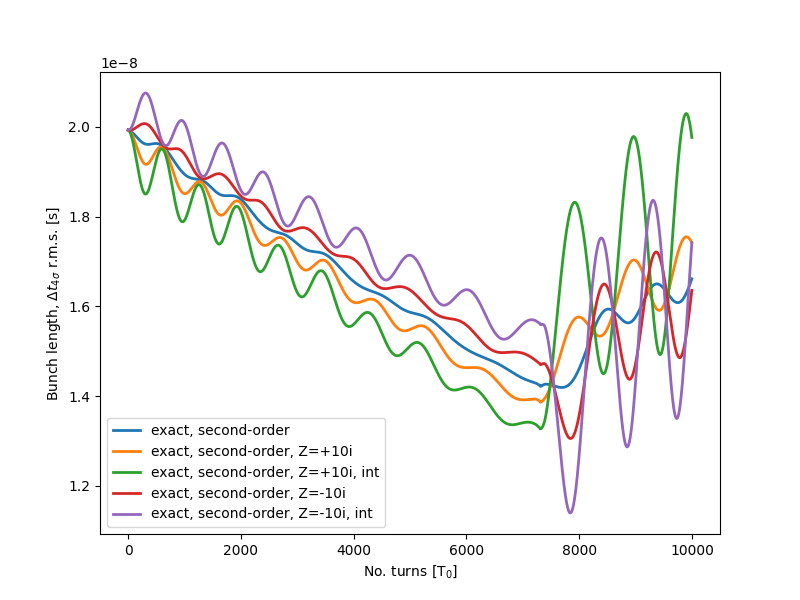 1e−8
Bunch length, Δt₄σ r.m.s. [s]
2.0
1.8
1.6
1.4
1.2
exact, second-order
exact, second-order, Z=+10i
exact, second-order, Z=+10i, int
exact, second-order, Z=-10i
exact, second-order, Z=-10i, int
0 2000 4000 6000 8000 10000
No. turns [T₀]